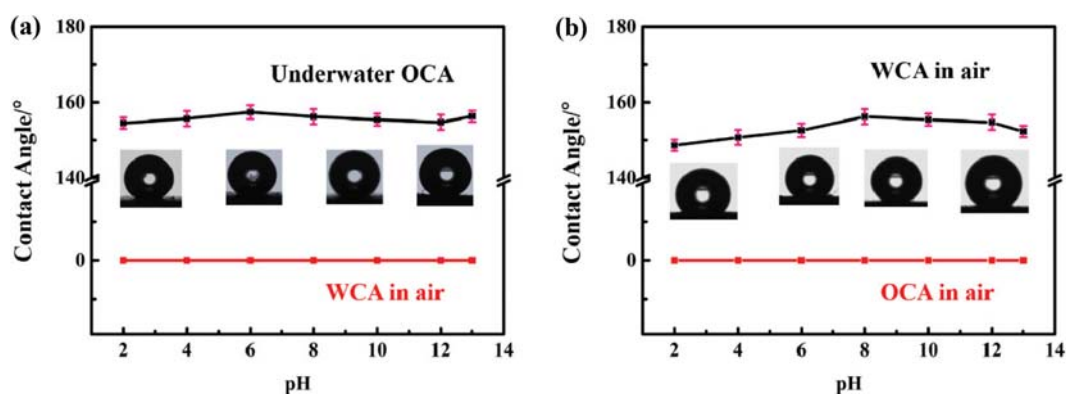 (a)
180
160
140
0
Contact Angle/°
Underwater OCA
WCA in air
2 4 6 8 10 12 14
pH
(b)
180
160
140
0
Contact Angle/°
WCA in air
OCA in air
2 4 6 8 10 12 14
pH